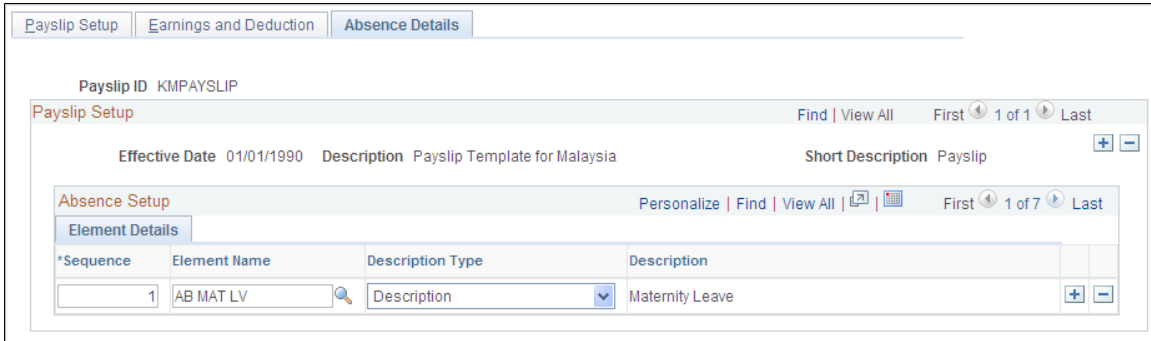 Payslip Setup Earnings and Deduction Absence Details
Payslip ID KMPAYSLIP
Payslip Setup Find | View All First 1 of 1 Last
Effective Date 01/01/1990 Description Payslip Template for Malaysia Short Description Payslip
Absence Setup Personalize | Find | View All | | First 1 of 7 Last
Element Details
*Sequence Element Name Description Type Description
1 AB MAT LV Description Maternity Leave